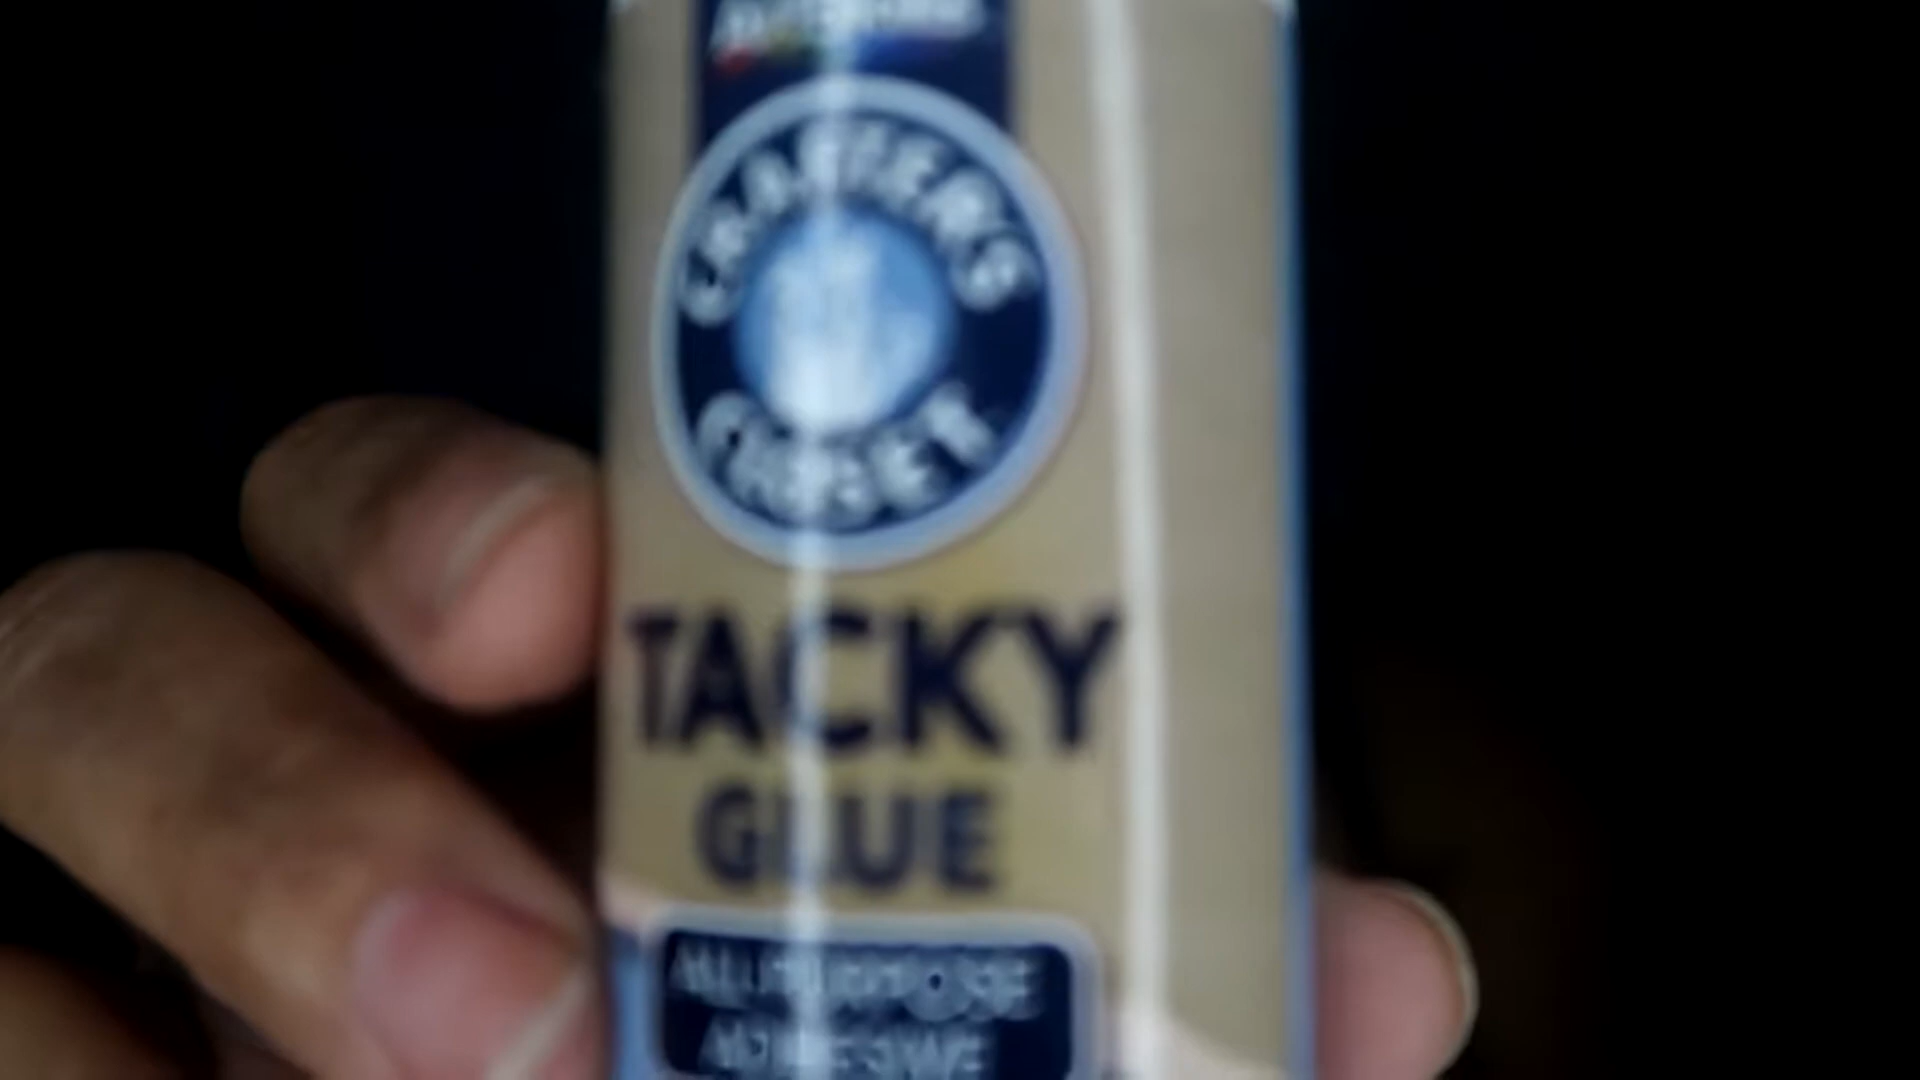 CRAFTERS
CLOSET
TACKY
GLUE
ALL PURPOSE
ADHESIVE